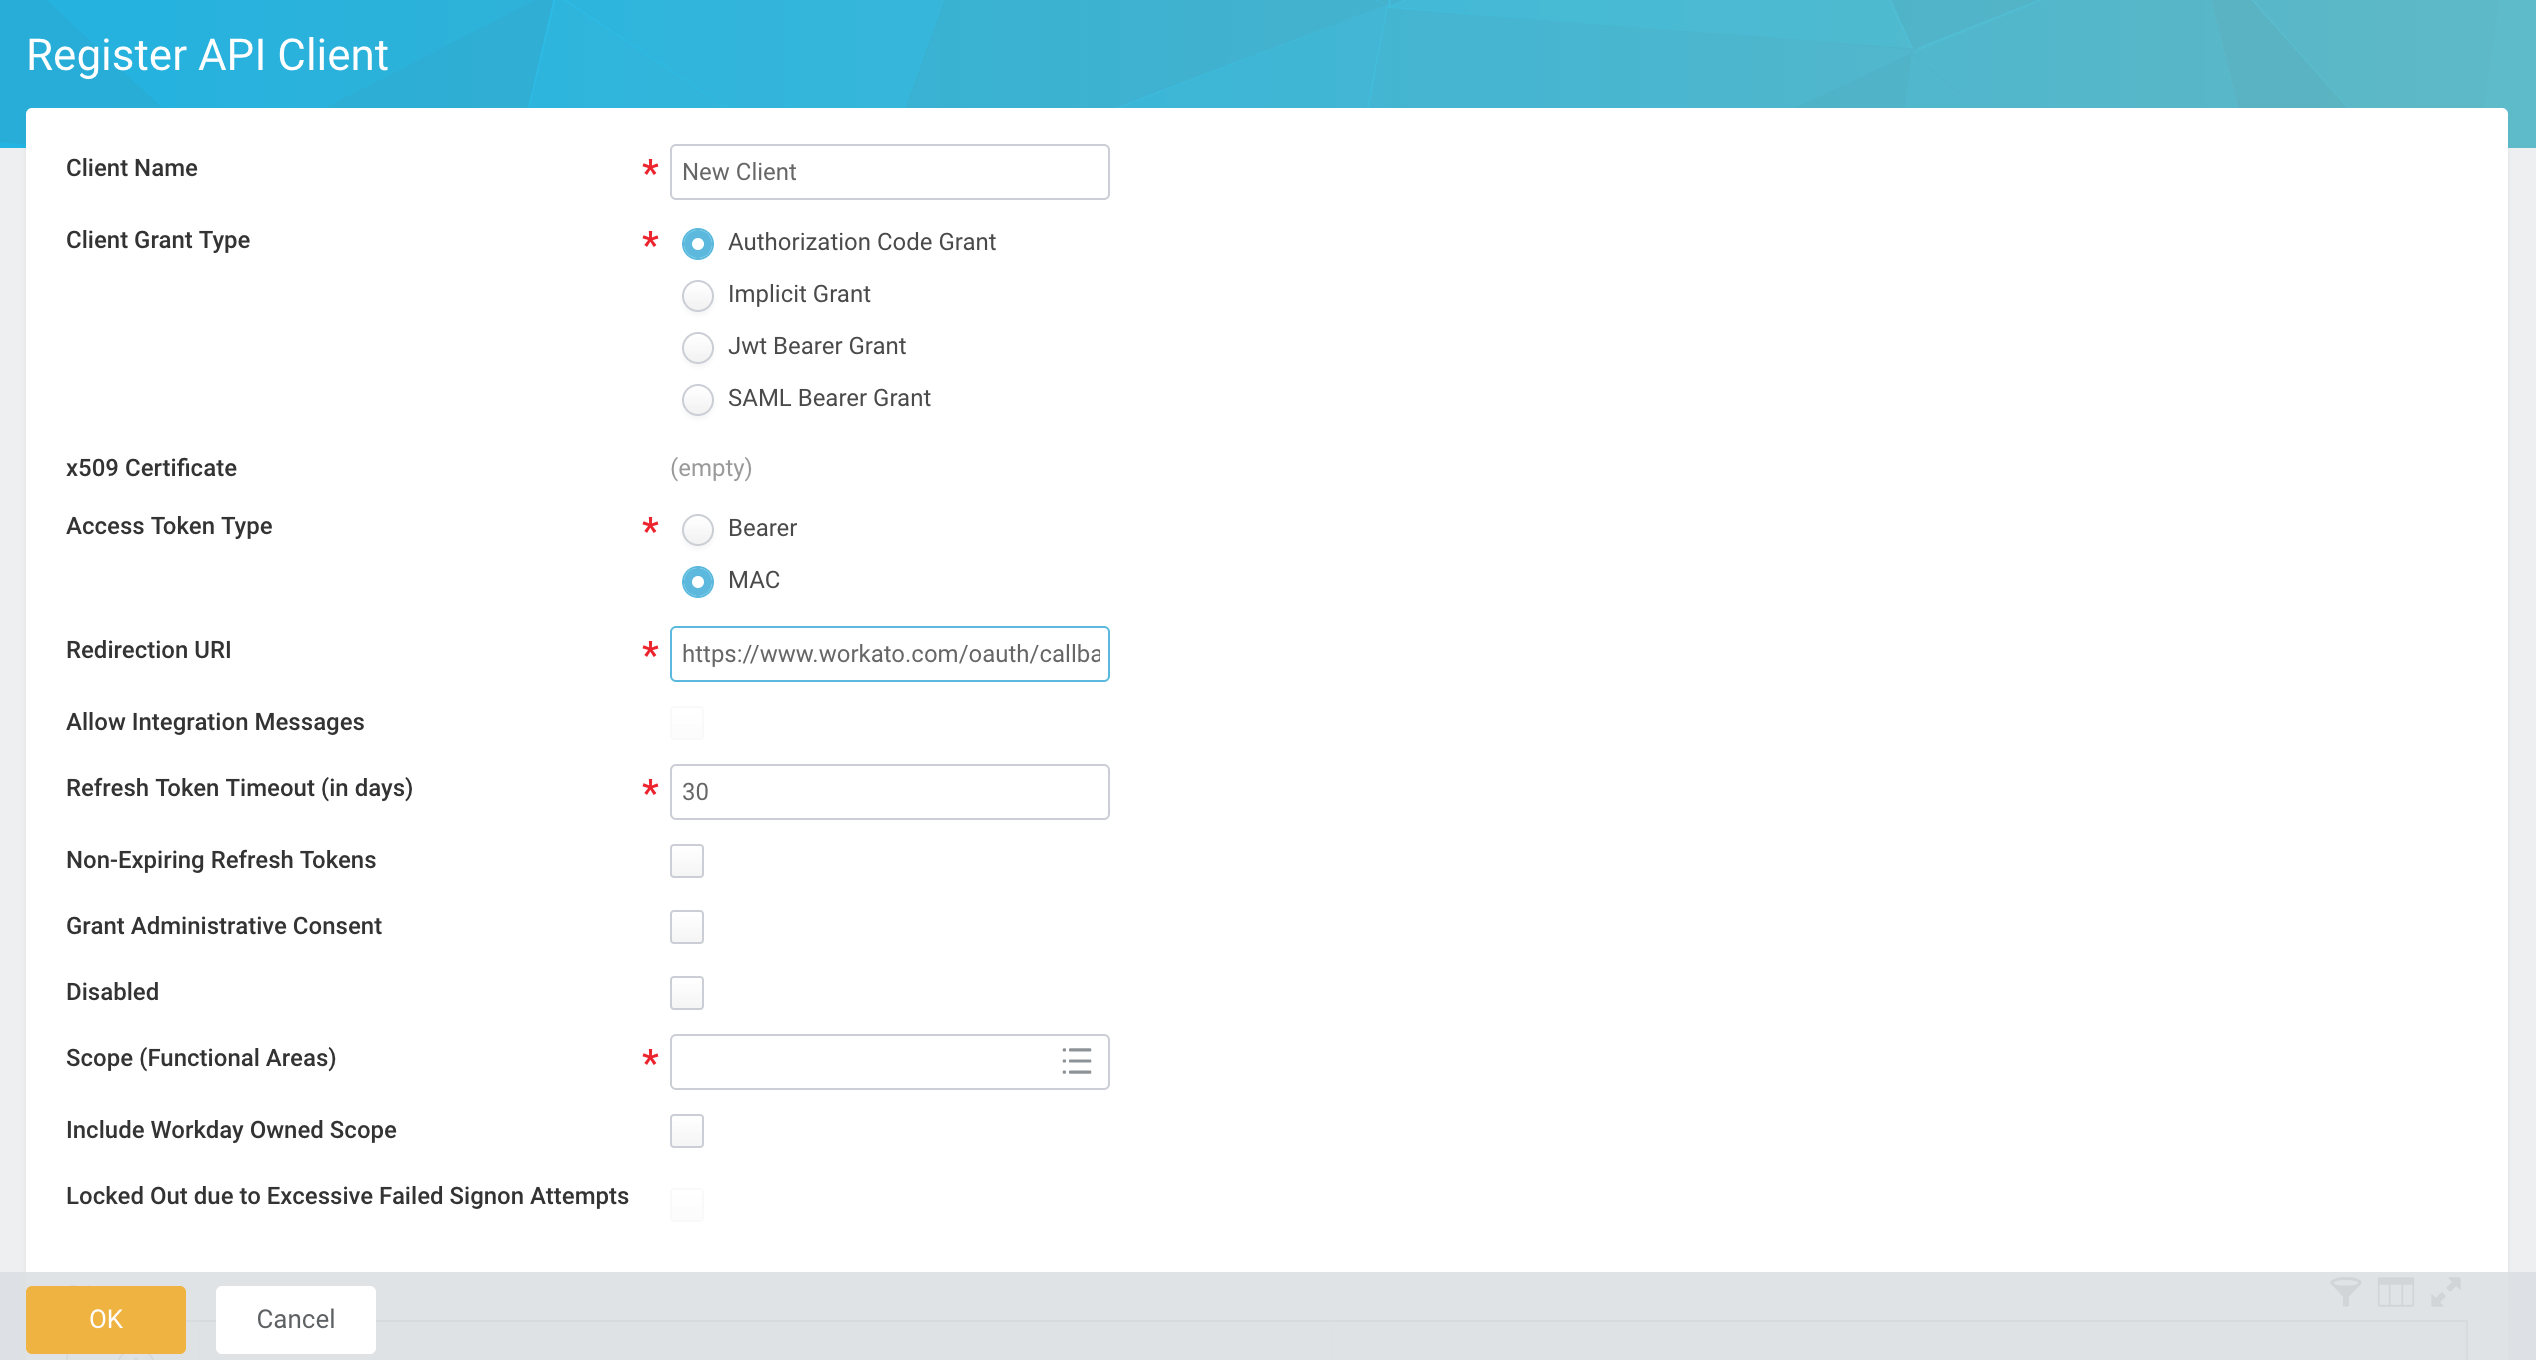 Register API Client
Client Name * New Client
Client Grant Type * Authorization Code Grant
Implicit Grant
Jwt Bearer Grant
SAML Bearer Grant
x509 Certificate (empty)
Access Token Type * Bearer
MAC
Redirection URI * https://www.workato.com/oauth/callba
Allow Integration Messages
Refresh Token Timeout (in days) * 30
Non-Expiring Refresh Tokens
Grant Administrative Consent
Disabled
Scope (Functional Areas) *
Include Workday Owned Scope
Locked Out due to Excessive Failed Signon Attempts
OK Cancel